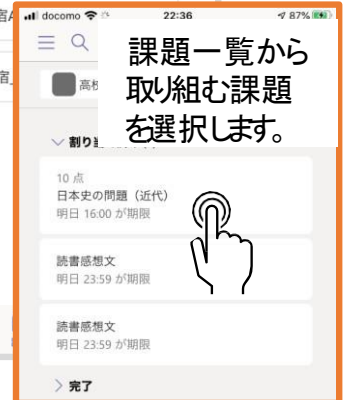 docomo
22:36
87%
課題一覧から
取り組む課題
を選択します。
高校
割り
10 点
日本史の問題（近代）
明日 16:00 が期限
読書感想文
明日 23:59 が期限
読書感想文
明日 23:59 が期限
完了